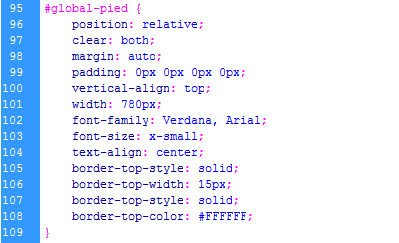 95 #global-pied {
96 position: relative;
97 clear: both;
98 margin: auto;
99 padding: 0px 0px 0px 0px;
100 vertical-align: top;
101 width: 780px;
102 font-family: Verdana, Arial;
103 font-size: x-small;
104 text-align: center;
105 border-top-style: solid;
106 border-top-width: 15px;
107 border-top-style: solid;
108 border-top-color: #FFFFFF;
109 }